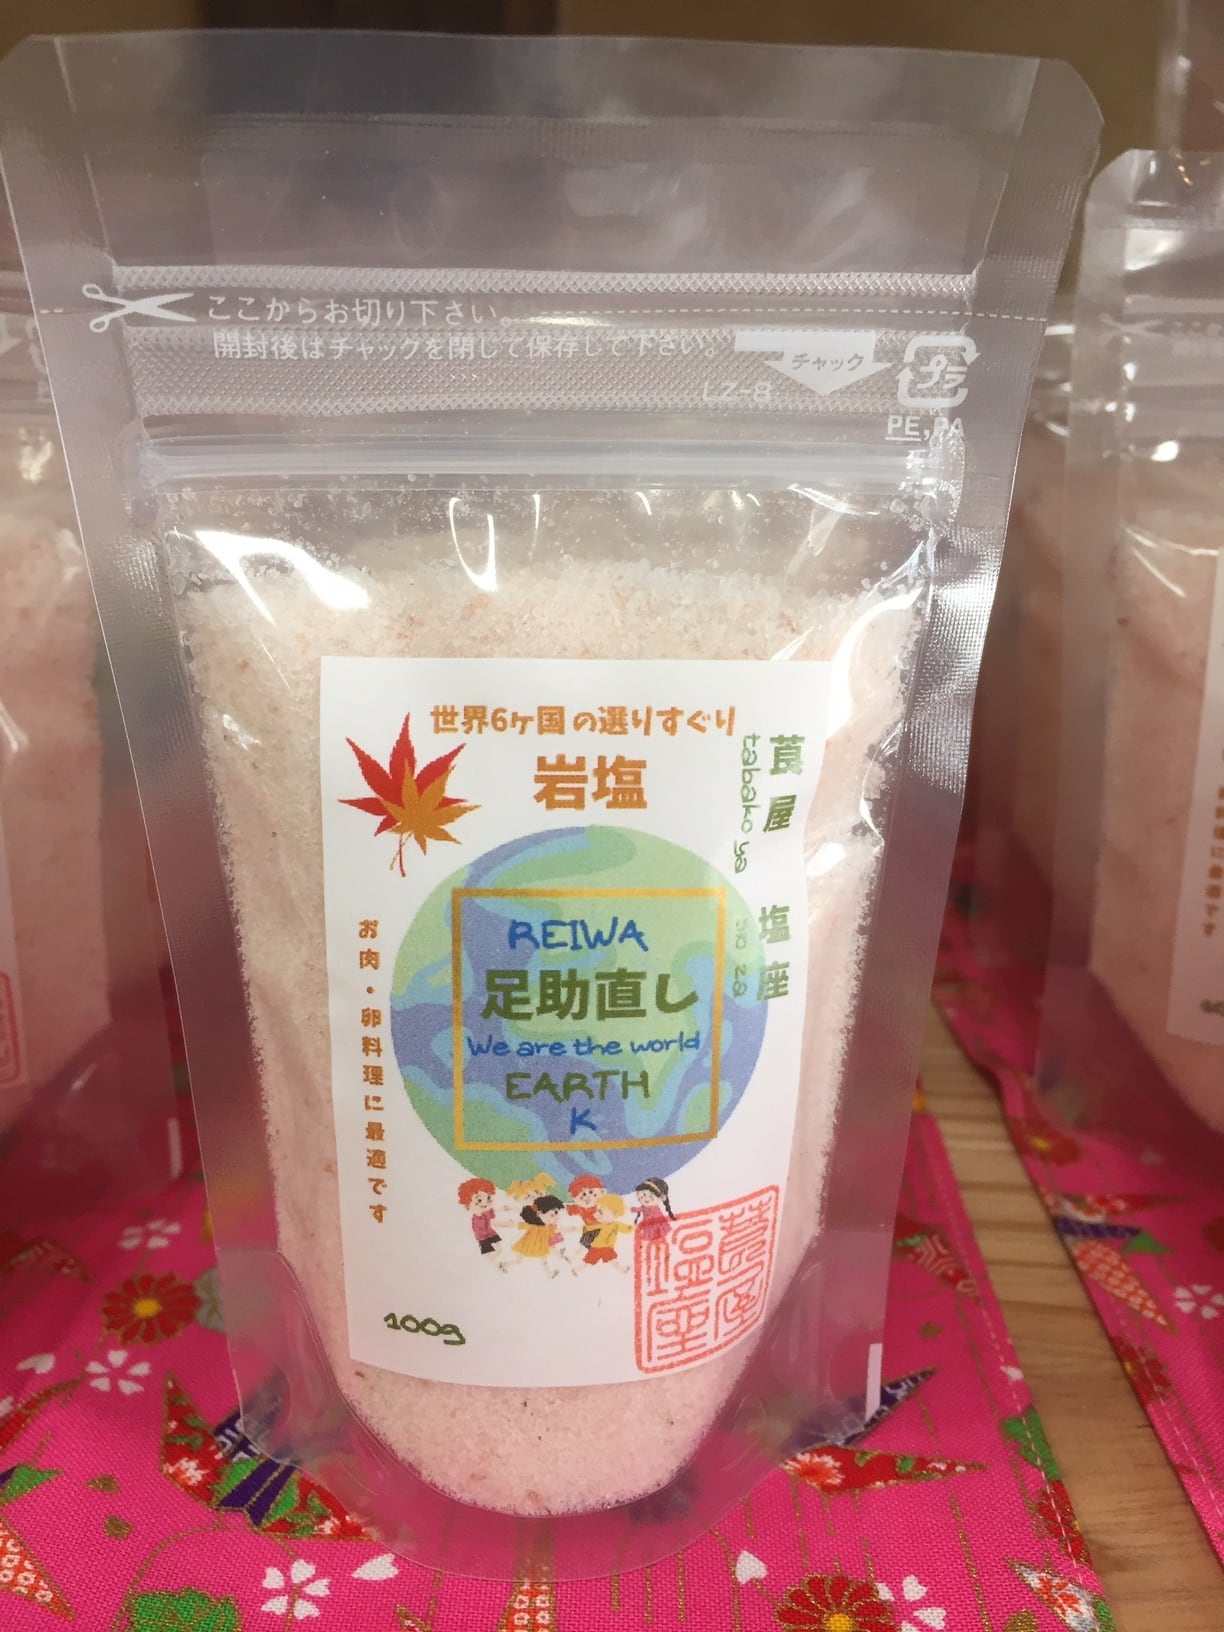 ここからお切り下さい。
開封後はチャックを閉じて保存して下さい。
チャック
LZ-8
プラ
PE,PA
世界6ケ国の選りすぐり
岩塩
莨屋 塩座
tabako ya sio za
お肉・卵料理に最適です
REIWA
足助直し
We are the world
EARTH
K
100g